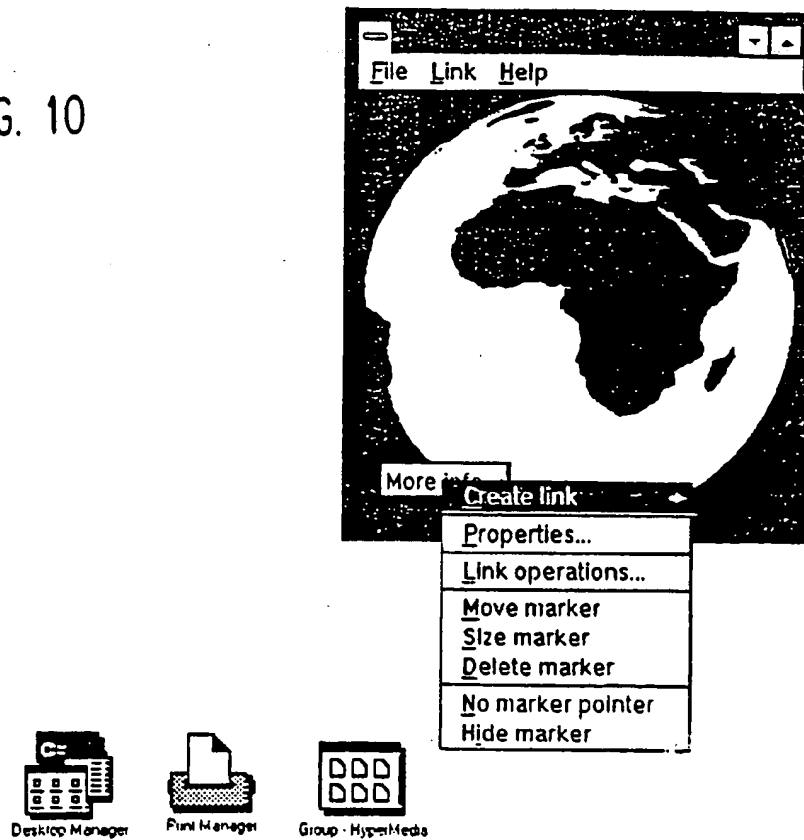 G. 10
File Link Help
More info
Create link
Properties...
Link operations...
Move marker
Size marker
Delete marker
No marker pointer
Hide marker
Desktop Manager
Print Manager
Group - HyperMedia